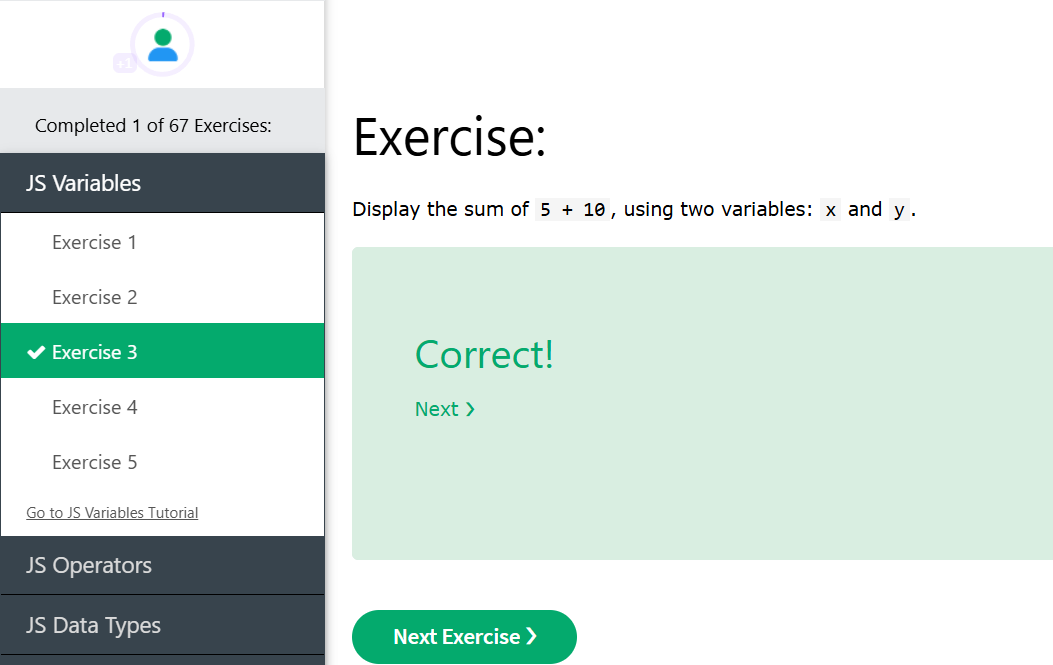 +1
Completed 1 of 67 Exercises:
JS Variables
Exercise 1
Exercise 2
Exercise 3
Exercise 4
Exercise 5
Go to JS Variables Tutorial
JS Operators
JS Data Types
Exercise:
Display the sum of 5 + 10, using two variables: x and y.
Correct!
Next ❯
Next Exercise ❯